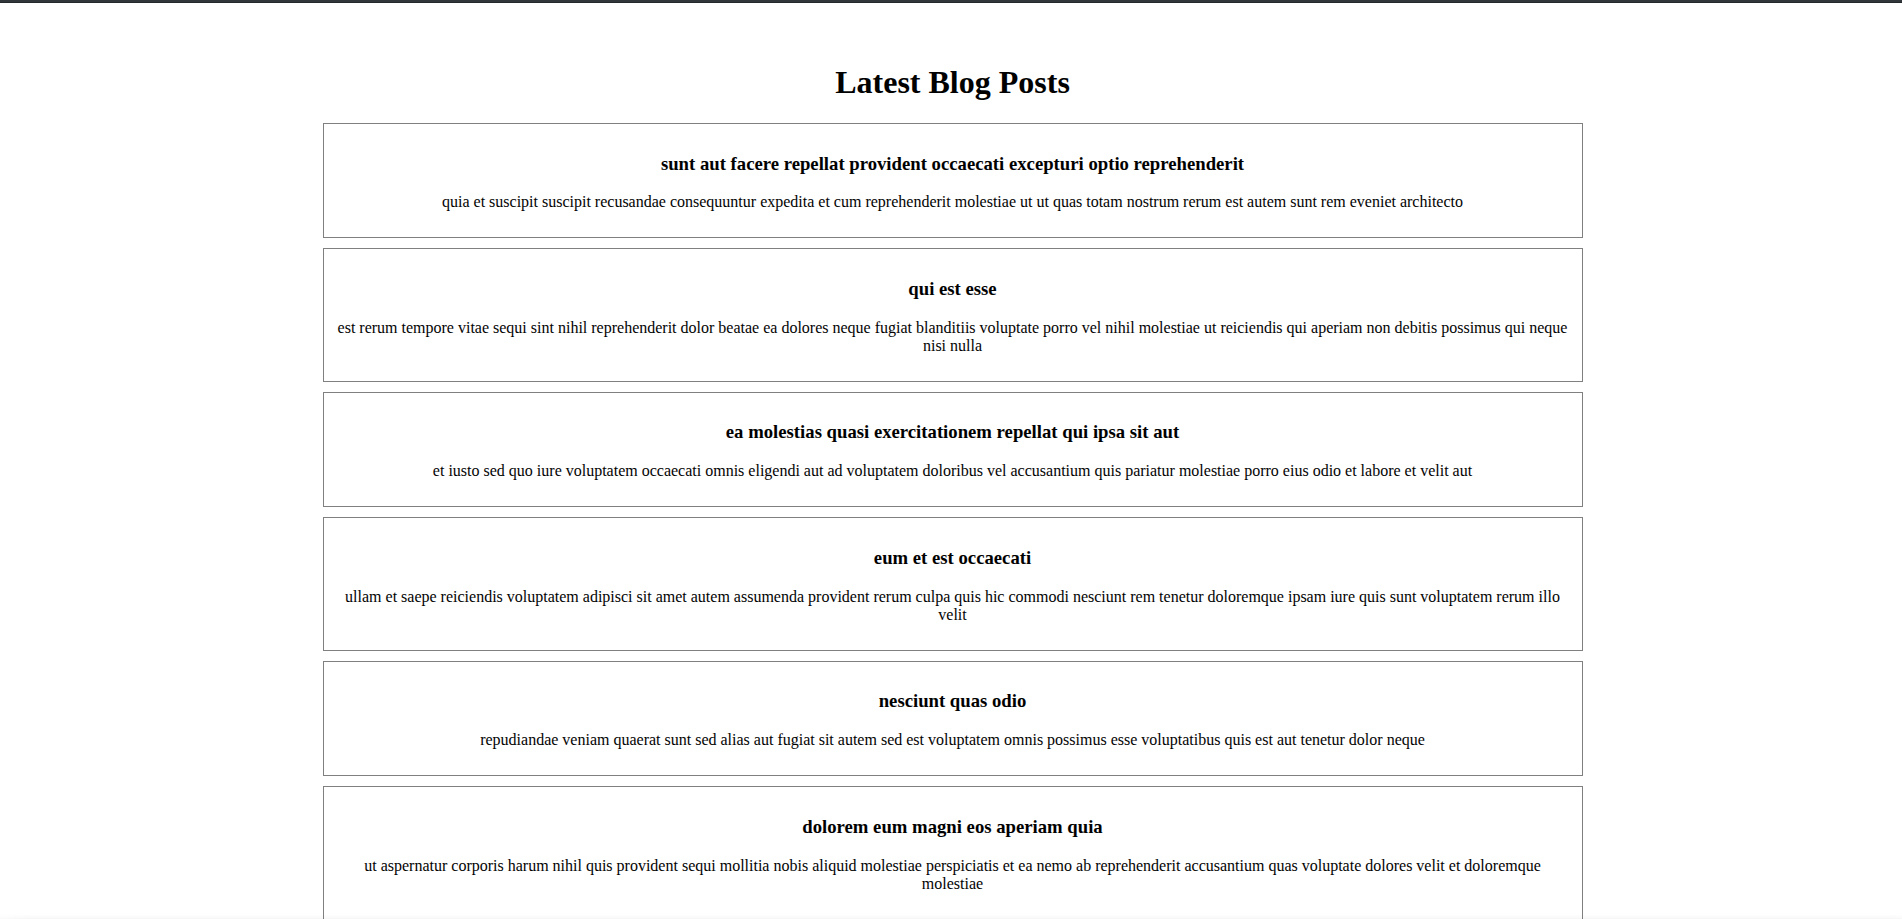 Latest Blog Posts
sunt aut facere repellat provident occaecati excepturi optio reprehenderit
quia et suscipit suscipit recusandae consequuntur expedita et cum reprehenderit molestiae ut ut quas totam nostrum rerum est autem sunt rem eveniet architecto
qui est esse
est rerum tempore vitae sequi sint nihil reprehenderit dolor beatae ea dolores neque fugiat blanditiis voluptate porro vel nihil molestiae ut reiciendis qui aperiam non debitis possimus qui neque
nisi nulla
ea molestias quasi exercitationem repellat qui ipsa sit aut
et iusto sed quo iure voluptatem occaecati omnis eligendi aut ad voluptatem doloribus vel accusantium quis pariatur molestiae porro eius odio et labore et velit aut
eum et est occaecati
ullam et saepe reiciendis voluptatem adipisci sit amet autem assumenda provident rerum culpa quis hic commodi nesciunt rem tenetur doloremque ipsam iure quis sunt voluptatem rerum illo
velit
nesciunt quas odio
repudiandae veniam quaerat sunt sed alias aut fugiat sit autem sed est voluptatem omnis possimus esse voluptatibus quis est aut tenetur dolor neque
dolorem eum magni eos aperiam quia
ut aspernatur corporis harum nihil quis provident sequi mollitia nobis aliquid molestiae perspiciatis et ea nemo ab reprehenderit accusantium quas voluptate dolores velit et doloremque
molestiae